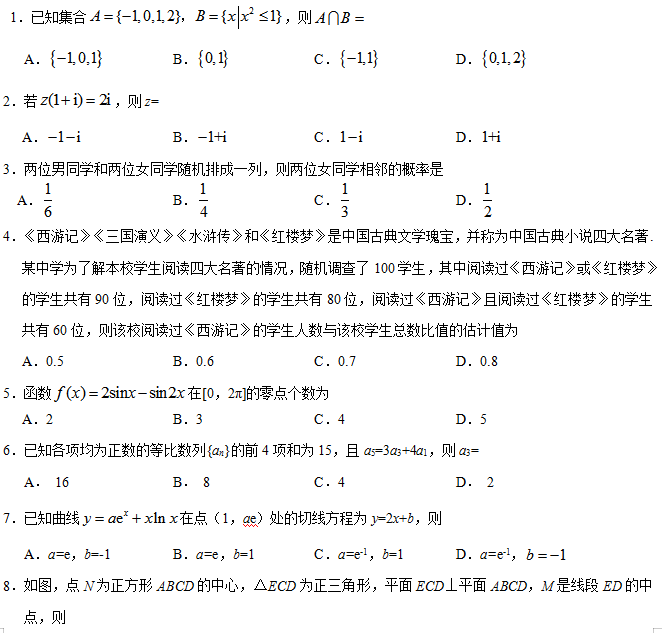 1．已知集合 A={−1,0,1,2}，B={x|x²≤1}，则 A∩B=
A．{−1,0,1} B．{0,1} C．{−1,1} D．{0,1,2}
2．若 z(1+i)=2i，则 z=
A．−1−i B．−1+i C．1−i D．1+i
3．两位男同学和两位女同学随机排成一列，则两位女同学相邻的概率是
A．1/6 B．1/4 C．1/3 D．1/2
4．《西游记》《三国演义》《水浒传》和《红楼梦》是中国古典文学瑰宝，并称为中国古典小说四大名著.
某中学为了解本校学生阅读四大名著的情况，随机调查了 100学生，其中阅读过《西游记》或《红楼梦》
的学生共有90位，阅读过《红楼梦》的学生共有80位，阅读过《西游记》且阅读过《红楼梦》的学生
共有60位，则该校阅读过《西游记》的学生人数与该校学生总数比值的估计值为
A．0.5 B．0.6 C．0.7 D．0.8
5．函数 f(x)=2sinx−sin2x 在[0，2π]的零点个数为
A．2 B．3 C．4 D．5
6．已知各项均为正数的等比数列{aₙ}的前4项和为15，且 a₅=3a₃+4a₁，则 a₃=
A． 16 B． 8 C．4 D． 2
7．已知曲线 y=aeˣ+xln x 在点（1，ae）处的切线方程为 y=2x+b，则
A．a=e，b=-1 B．a=e，b=1 C．a=e⁻¹，b=1 D．a=e⁻¹，b=−1
8．如图，点 N 为正方形 ABCD 的中心，△ECD 为正三角形，平面 ECD⊥平面 ABCD，M 是线段 ED 的中
点，则